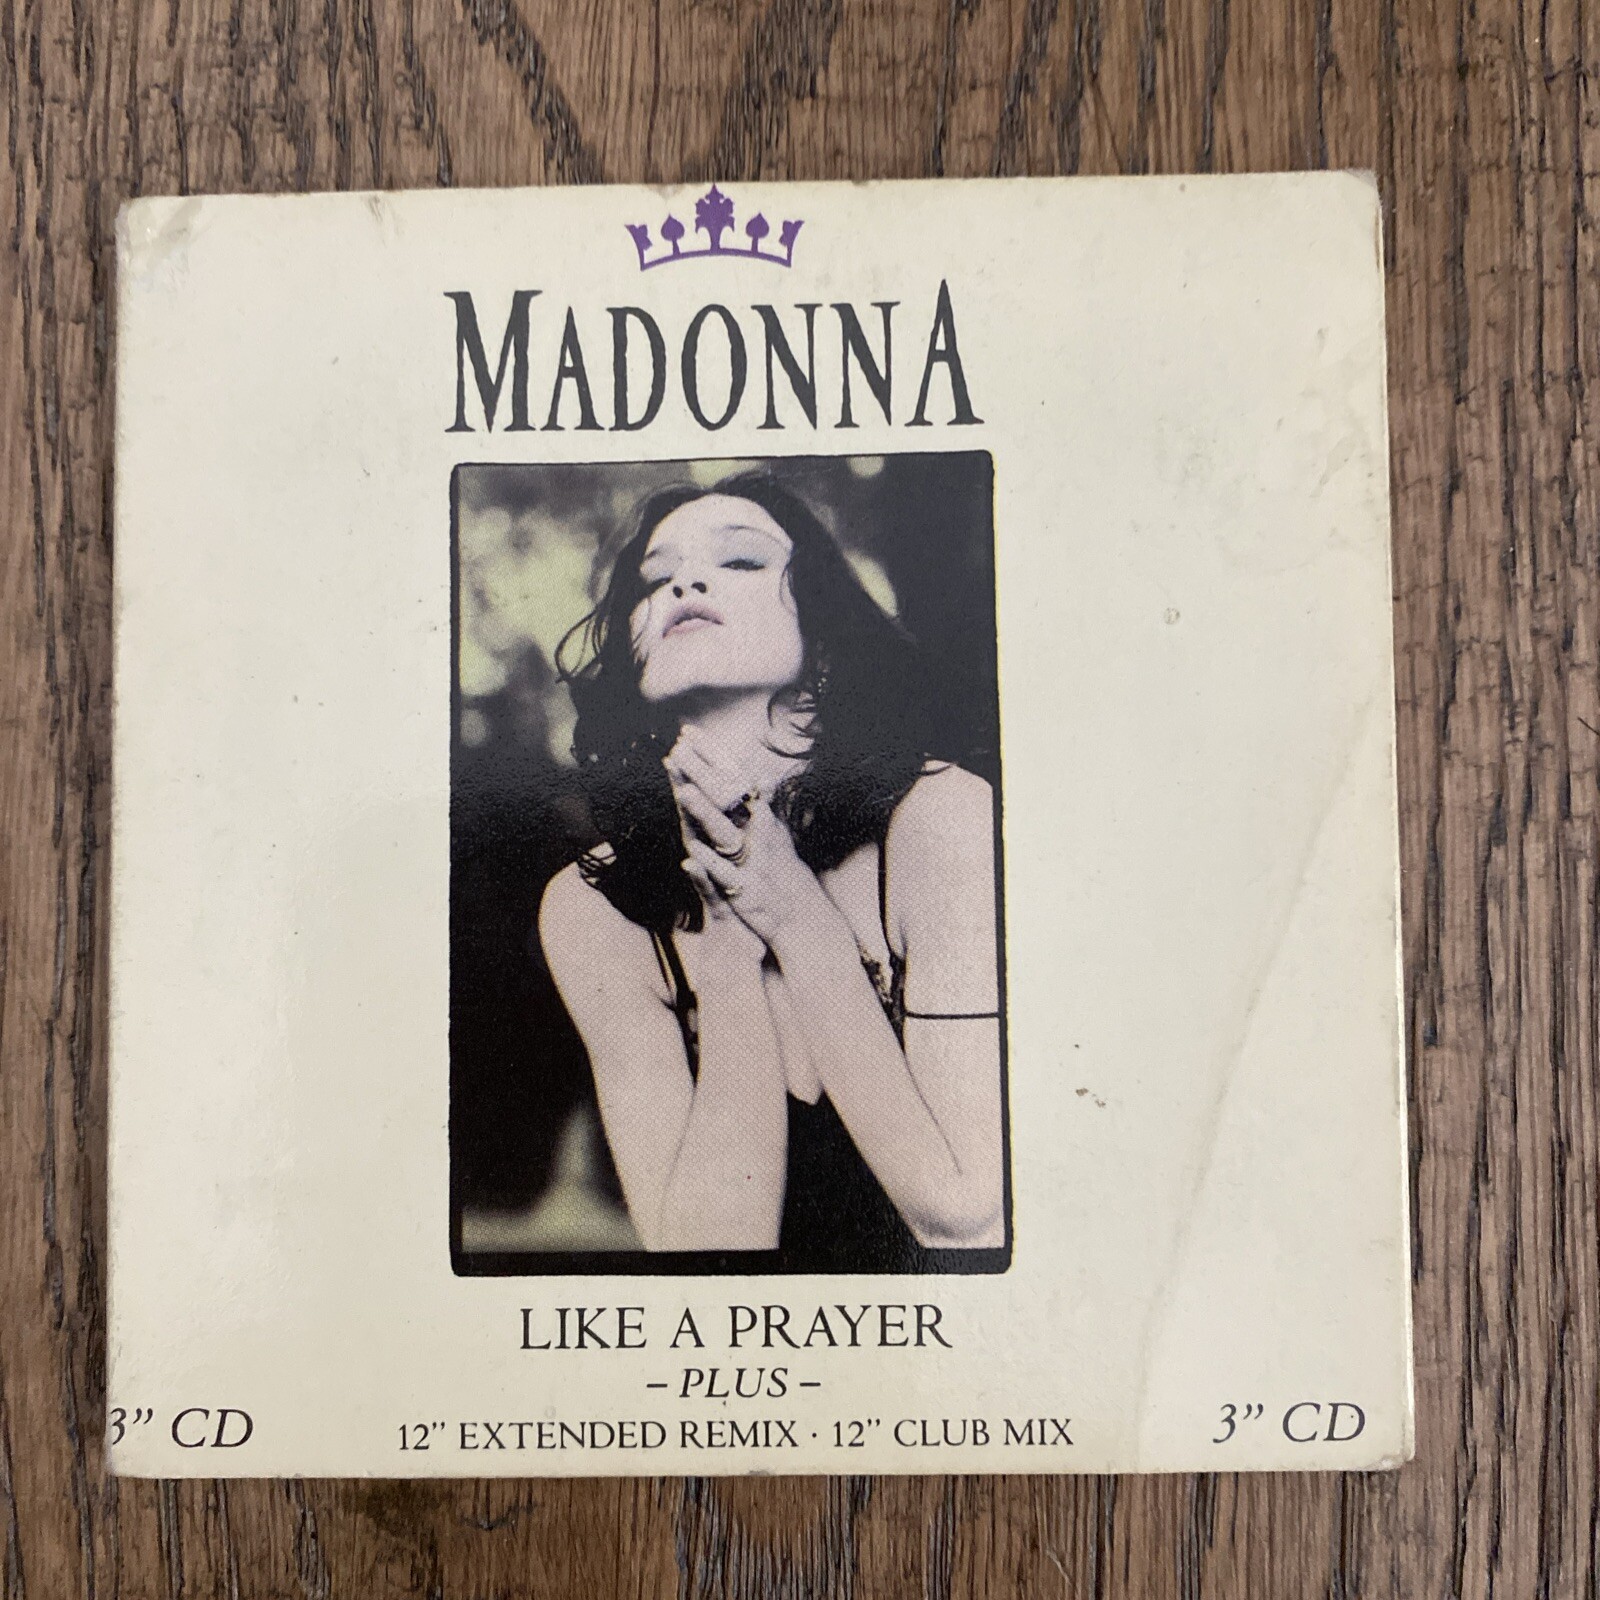 MADONNA
LIKE A PRAYER
– PLUS –
3” CD
12” EXTENDED REMIX · 12” CLUB MIX
3” CD